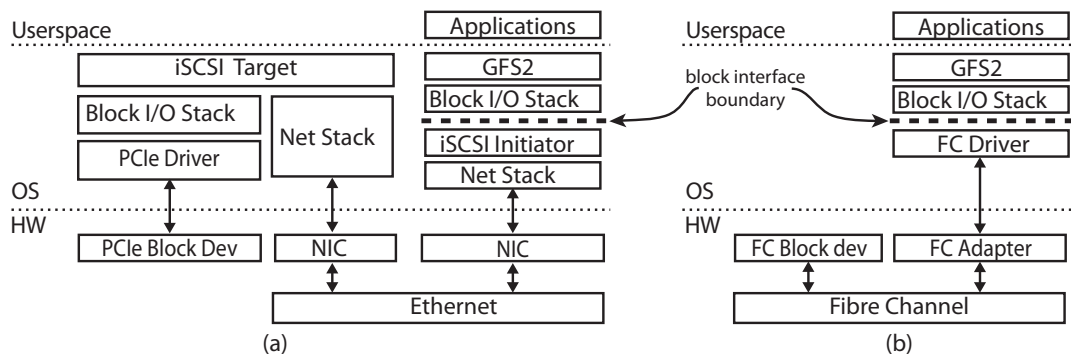 Userspace
Applications
iSCSI Target
GFS2
Block I/O Stack
Block I/O Stack
Net Stack
PCIe Driver
iSCSI Initiator
Net Stack
OS
HW
PCIe Block Dev
NIC
NIC
Ethernet
(a)
block interface
boundary
Userspace
Applications
GFS2
Block I/O Stack
FC Driver
OS
HW
FC Block dev
FC Adapter
Fibre Channel
(b)